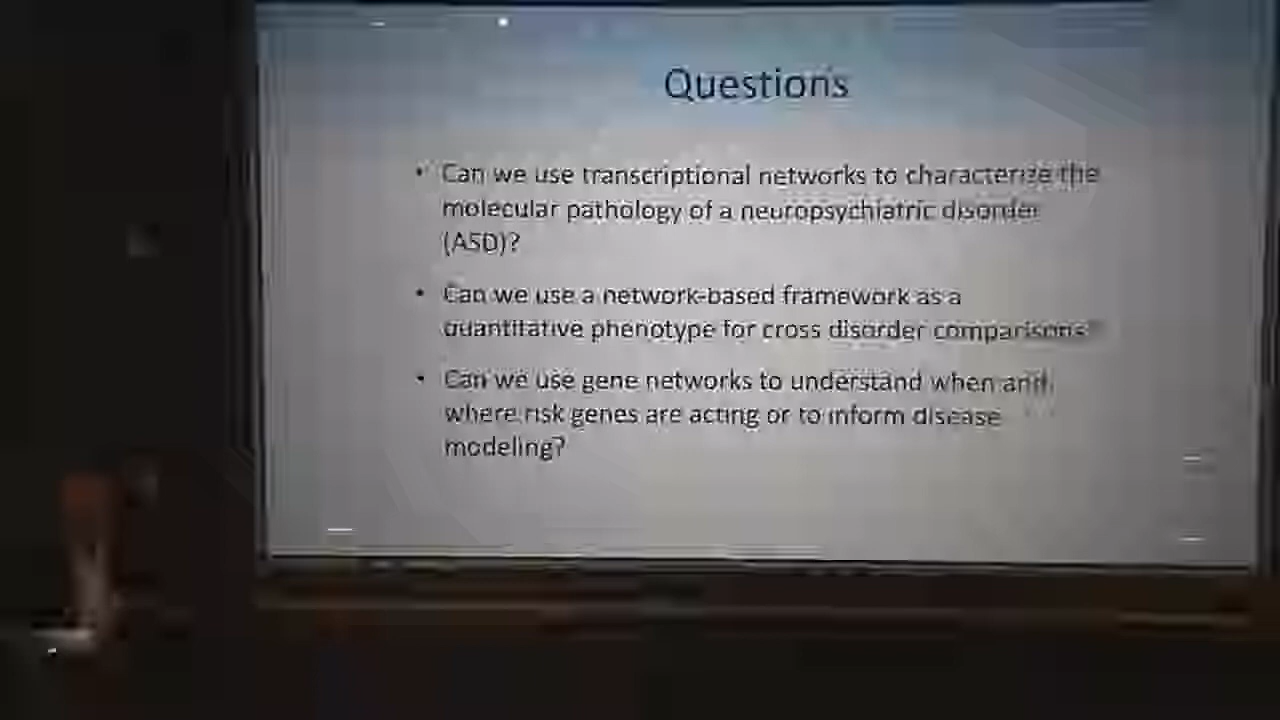 Questions
• Can we use transcriptional networks to characterize the
molecular pathology of a neuropsychiatric disorder
(ASD)?
• Can we use a network-based framework as a
quantitative phenotype for cross disorder comparisons?
• Can we use gene networks to understand when and
where risk genes are acting or to inform disease
modeling?